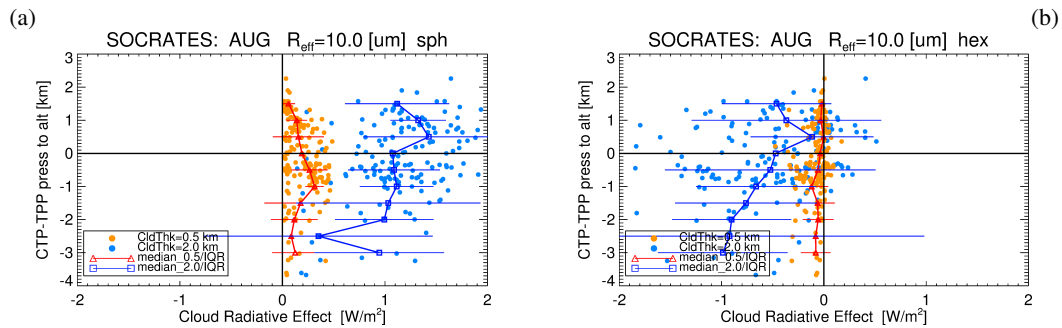 (a)
(b)
SOCRATES: AUG R_eff=10.0 [um] sph
CTP-TPP press to alt [km]
3
2
1
0
-1
-2
-3
-4
CldThk=0.5 km
CldThk=2.0 km
median_0.5/IQR
median_2.0/IQR
-2 -1 0 1 2
Cloud Radiative Effect [W/m²]
SOCRATES: AUG R_eff=10.0 [um] hex
CTP-TPP press to alt [km]
3
2
1
0
-1
-2
-3
-4
CldThk=0.5 km
CldThk=2.0 km
median_0.5/IQR
median_2.0/IQR
-2 -1 0 1 2
Cloud Radiative Effect [W/m²]